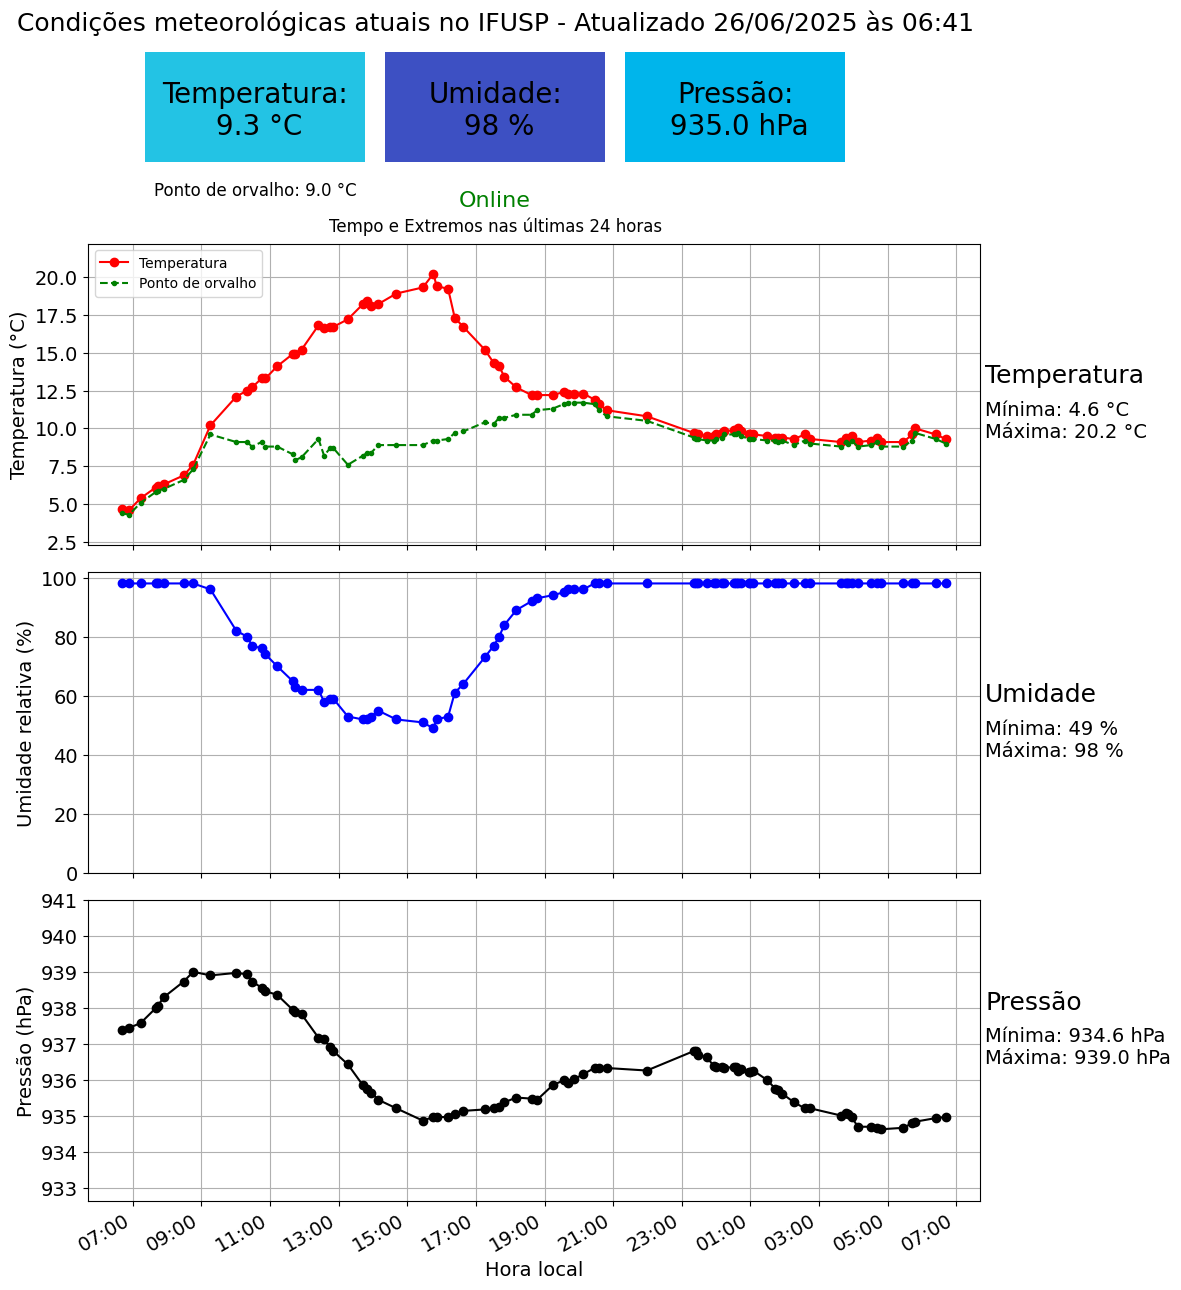 Condições meteorológicas atuais no IFUSP - Atualizado 26/06/2025 às 06:41
Temperatura:
9.3 °C
Umidade:
98 %
Pressão:
935.0 hPa
Ponto de orvalho: 9.0 °C
Online
Tempo e Extremos nas últimas 24 horas
Temperatura
Ponto de orvalho
Temperatura (°C)
20.0
17.5
15.0
12.5
10.0
7.5
5.0
2.5
Temperatura
Mínima: 4.6 °C
Máxima: 20.2 °C
Umidade relativa (%)
100
80
60
40
20
0
Umidade
Mínima: 49 %
Máxima: 98 %
Pressão (hPa)
941
940
939
938
937
936
935
934
933
Pressão
Mínima: 934.6 hPa
Máxima: 939.0 hPa
07:00 09:00 11:00 13:00 15:00 17:00 19:00 21:00 23:00 01:00 03:00 05:00 07:00
Hora local